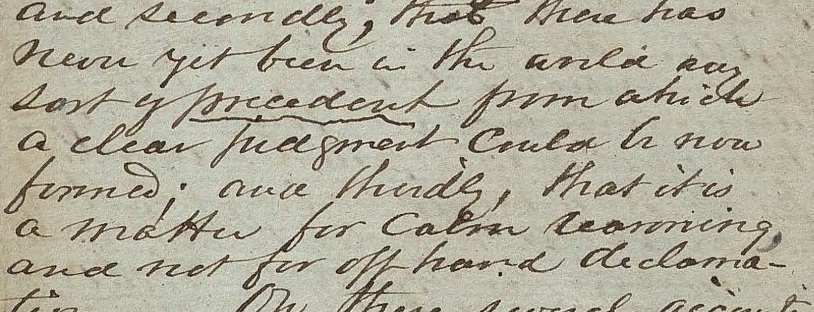 and secondly, that there has
never yet been in the world any
sort of precedent from which
a clear judgment could be now
formed; and thirdly, that it is
a matter for calm reasoning,
and not for off hand declama-
tion. On these several accounts